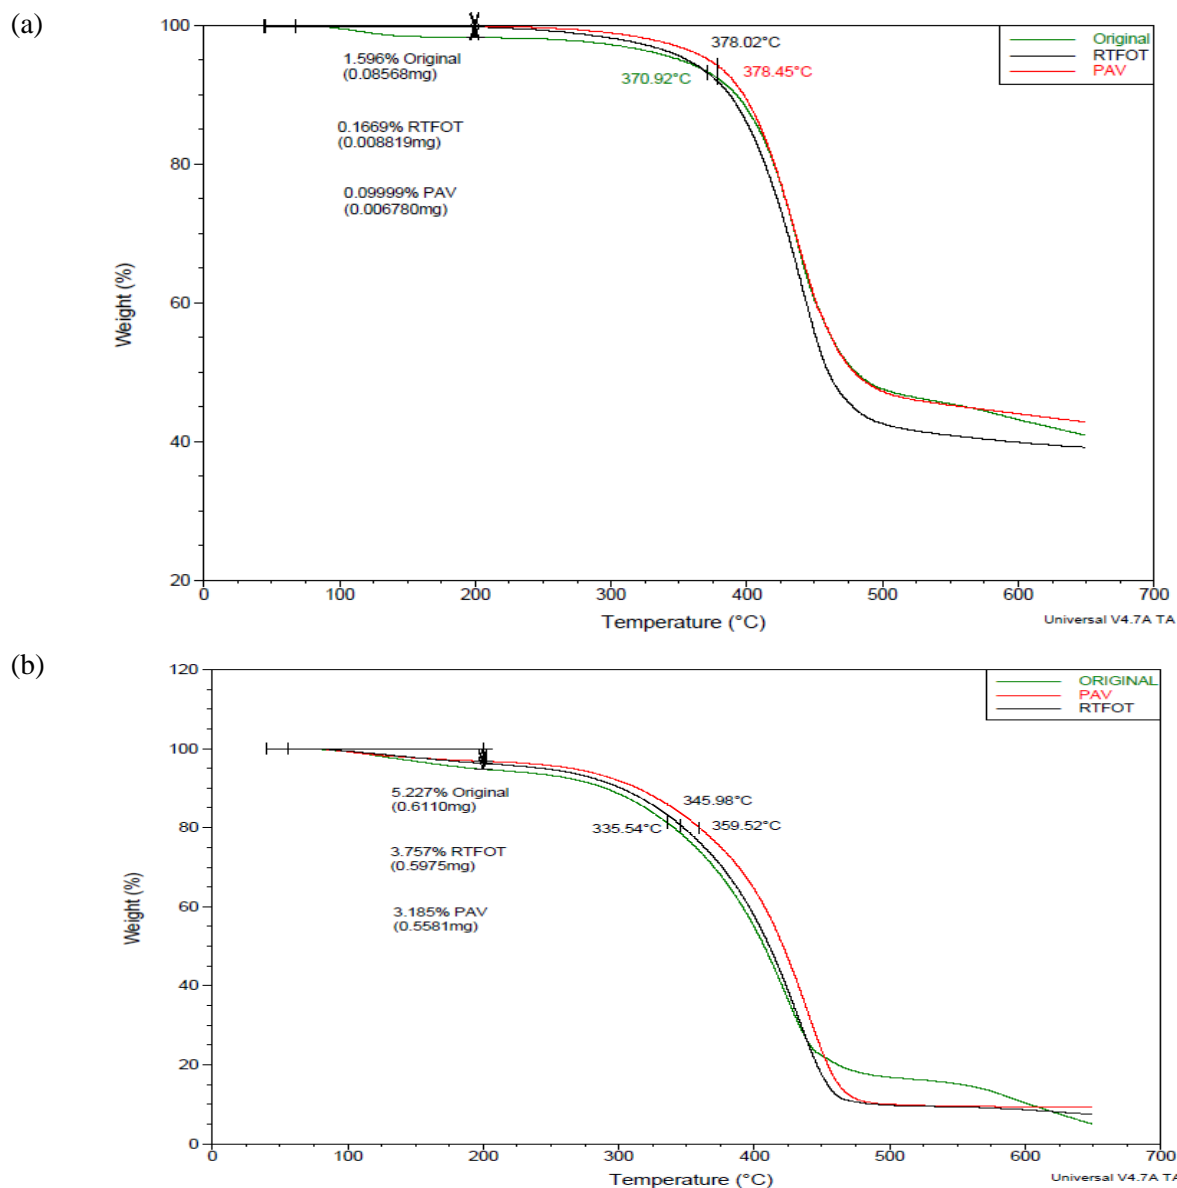 (a)
100
80
60
40
20
Weight (%)
1.596% Original
(0.08568mg)
0.1669% RTFOT
(0.008819mg)
0.09999% PAV
(0.006780mg)
378.02°C
370.92°C
378.45°C
Original
RTFOT
PAV
0
100
200
300
400
500
600
700
Temperature (°C)
Universal V4.7A TA
(b)
120
100
80
60
40
20
0
Weight (%)
5.227% Original
(0.6110mg)
3.757% RTFOT
(0.5975mg)
3.185% PAV
(0.5581mg)
345.98°C
335.54°C
359.52°C
ORIGINAL
PAV
RTFOT
0
100
200
300
400
500
600
700
Temperature (°C)
Universal V4.7A TA